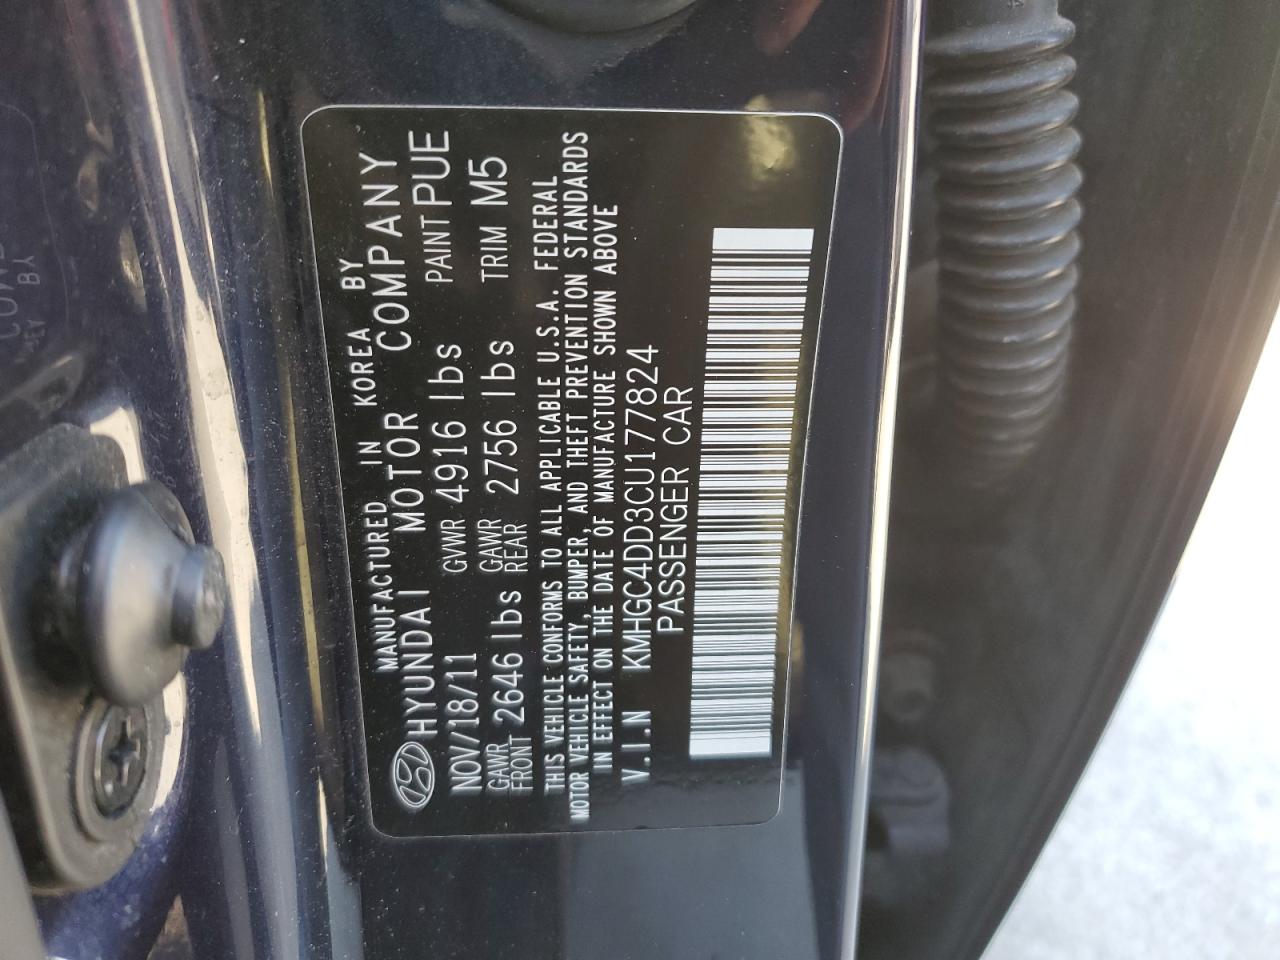 MANUFACTURED IN KOREA BY
HYUNDAI MOTOR COMPANY
NOV/18/11 GVWR 4916 lbs PAINT PUE
GAWR FRONT 2646 lbs GAWR REAR 2756 lbs TRIM M5
THIS VEHICLE CONFORMS TO ALL APPLICABLE U.S.A. FEDERAL
MOTOR VEHICLE SAFETY, BUMPER, AND THEFT PREVENTION STANDARDS
IN EFFECT ON THE DATE OF MANUFACTURE SHOWN ABOVE
V.I.N KMHGC4DD3CU177824
PASSENGER CAR